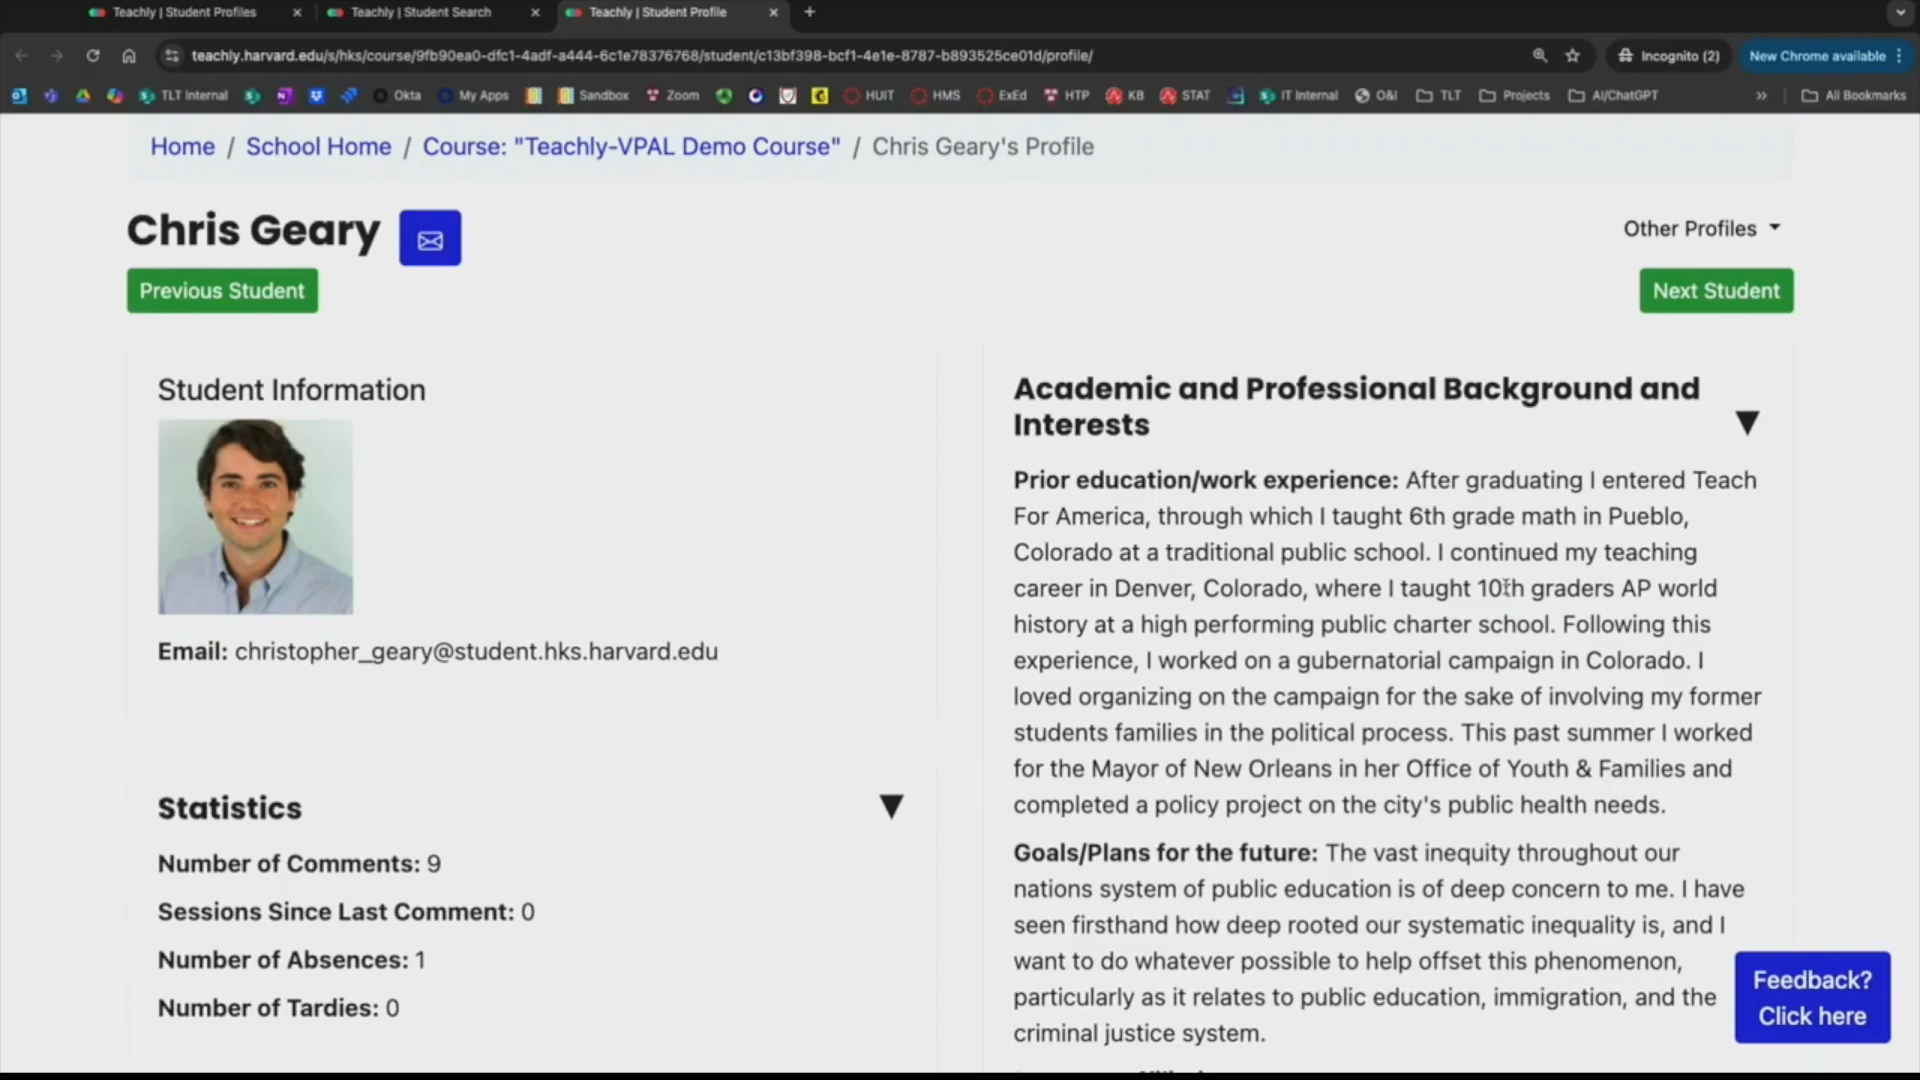 Teachly | Student Profiles
Teachly | Student Search
Teachly | Student Profile
teachly.harvard.edu/s/hks/course/9fb90ea0-dfc1-4adf-a444-6c1e78376768/student/c13bf398-bcf1-4e1e-8787-b893525ce01d/profile/
Incognito (2)
New Chrome available
TLT Internal
Okta
My Apps
Sandbox
Zoom
HUIT
HMS
ExEd
HTP
KB
STAT
IT Internal
O&I
TLT
Projects
AI/ChatGPT
»
All Bookmarks
Home / School Home / Course: "Teachly-VPAL Demo Course" / Chris Geary's Profile
Chris Geary
Other Profiles
Previous Student
Next Student
Student Information
Email: christopher_geary@student.hks.harvard.edu
Statistics
Number of Comments: 9
Sessions Since Last Comment: 0
Number of Absences: 1
Number of Tardies: 0
Academic and Professional Background and
Interests
Prior education/work experience: After graduating I entered Teach
For America, through which I taught 6th grade math in Pueblo,
Colorado at a traditional public school. I continued my teaching
career in Denver, Colorado, where I taught 10th graders AP world
history at a high performing public charter school. Following this
experience, I worked on a gubernatorial campaign in Colorado. I
loved organizing on the campaign for the sake of involving my former
students families in the political process. This past summer I worked
for the Mayor of New Orleans in her Office of Youth & Families and
completed a policy project on the city's public health needs.
Goals/Plans for the future: The vast inequity throughout our
nations system of public education is of deep concern to me. I have
seen firsthand how deep rooted our systematic inequality is, and I
want to do whatever possible to help offset this phenomenon,
particularly as it relates to public education, immigration, and the
criminal justice system.
Feedback?
Click here